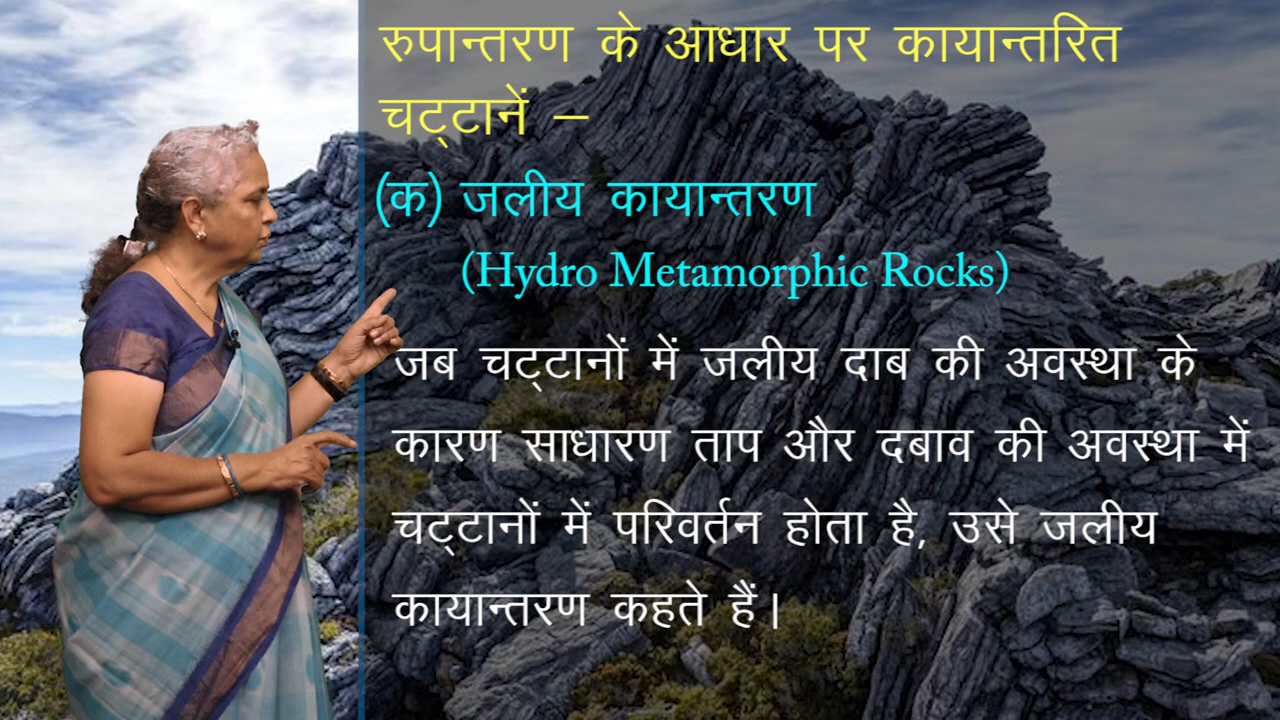 रुपान्तरण के आधार पर कायान्तरित
चट्टानें –
(क) जलीय कायान्तरण
(Hydro Metamorphic Rocks)
जब चट्टानों में जलीय दाब की अवस्था के
कारण साधारण ताप और दबाव की अवस्था में
चट्टानों में परिवर्तन होता है, उसे जलीय
कायान्तरण कहते हैं।